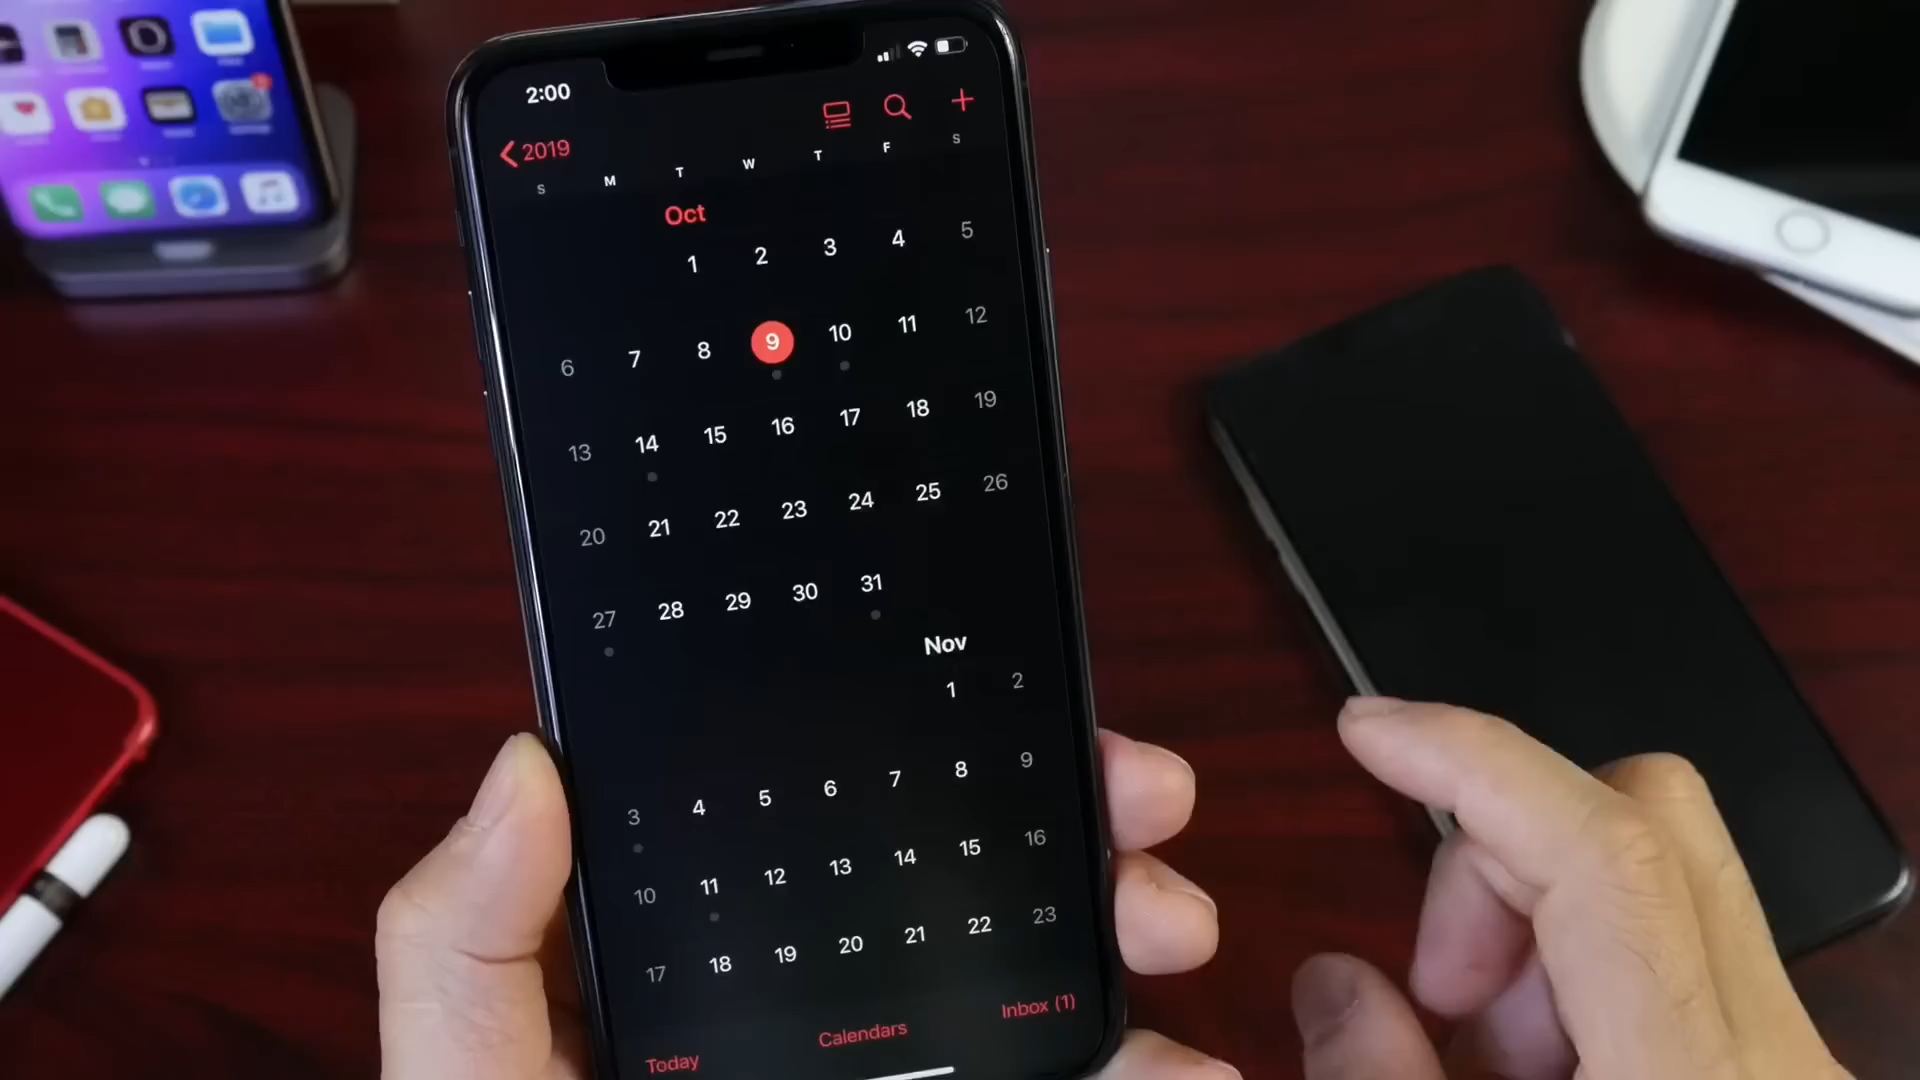 2:00
2019
S M T W T F S
Oct
1 2 3 4 5
6 7 8 9 10 11 12
13 14 15 16 17 18 19
20 21 22 23 24 25 26
27 28 29 30 31
Nov
1 2
3 4 5 6 7 8 9
10 11 12 13 14 15 16
17 18 19 20 21 22 23
Today Calendars Inbox (1)